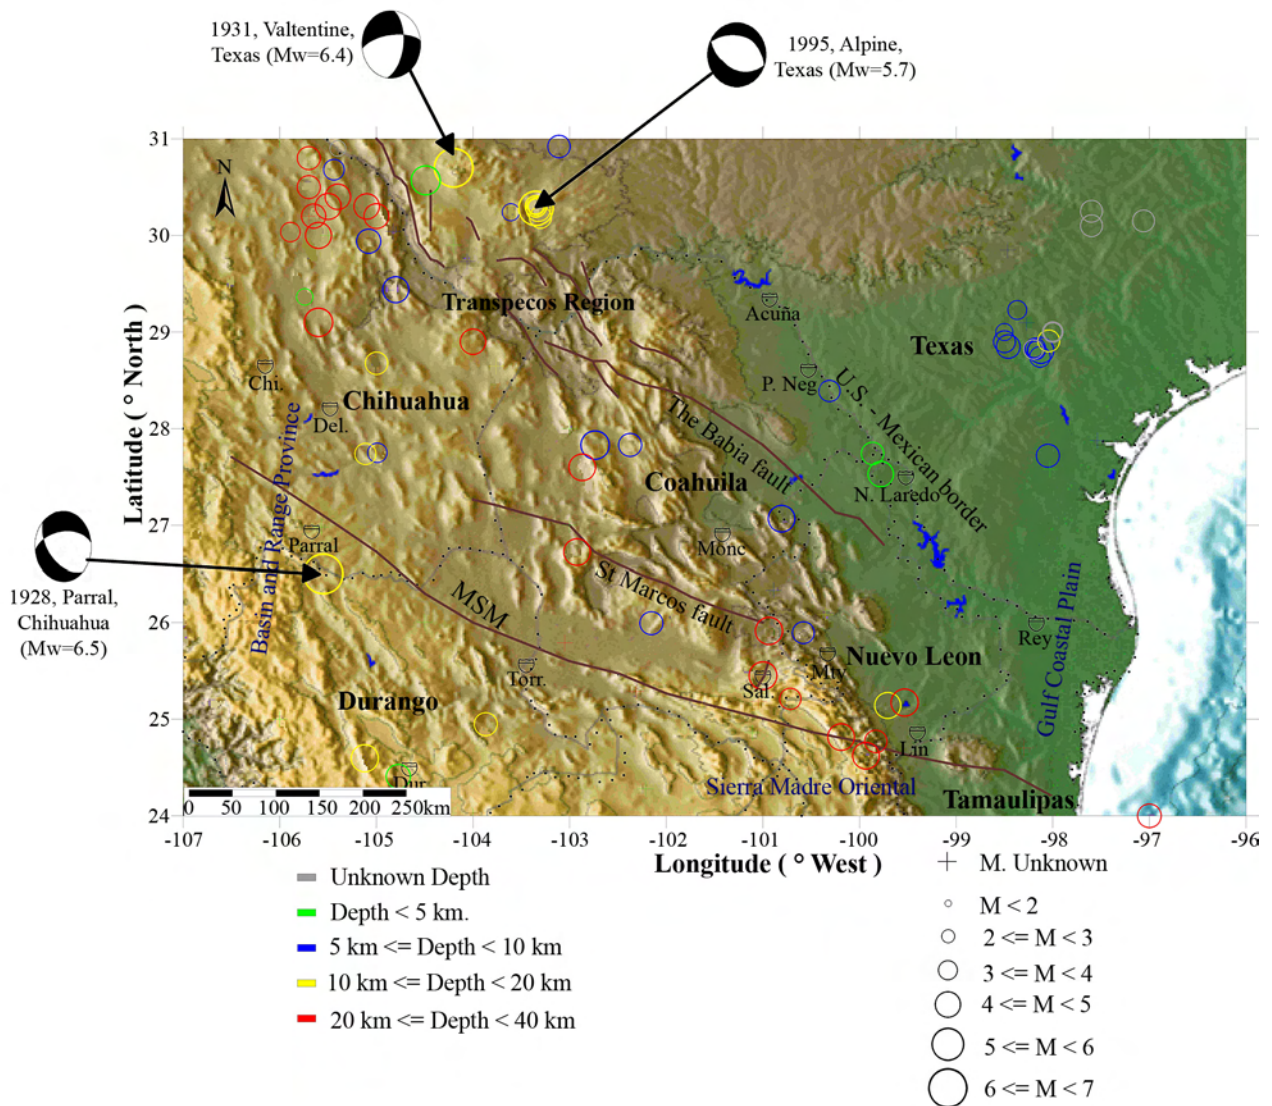 1931, Valtentine,
Texas (Mw=6.4)
1995, Alpine,
Texas (Mw=5.7)
31
30
29
28
27
26
25
24
Latitude ( ° North)
N
Transpecos Region
Acuña
Texas
P. Neg
Chi.
Chihuahua
Del.
U.S. - Mexican border
The Babia fault
Coahuila
N. Laredo
Basin and Range Province
Parral
Monc
1928, Parral,
Chihuahua
(Mw=6.5)
St Marcos fault
MSM
Rey
Gulf Coastal Plain
Nuevo Leon
Mty
Torr.
Sal.
Durango
Lin
Dur
Sierra Madre Oriental
Tamaulipas
0 50 100 150 200 250km
-107 -106 -105 -104 -103 -102 -101 -100 -99 -98 -97 -96
Longitude ( ° West )
Unknown Depth
Depth < 5 km.
5 km <= Depth < 10 km
10 km <= Depth < 20 km
20 km <= Depth < 40 km
M. Unknown
M < 2
2 <= M < 3
3 <= M < 4
4 <= M < 5
5 <= M < 6
6 <= M < 7